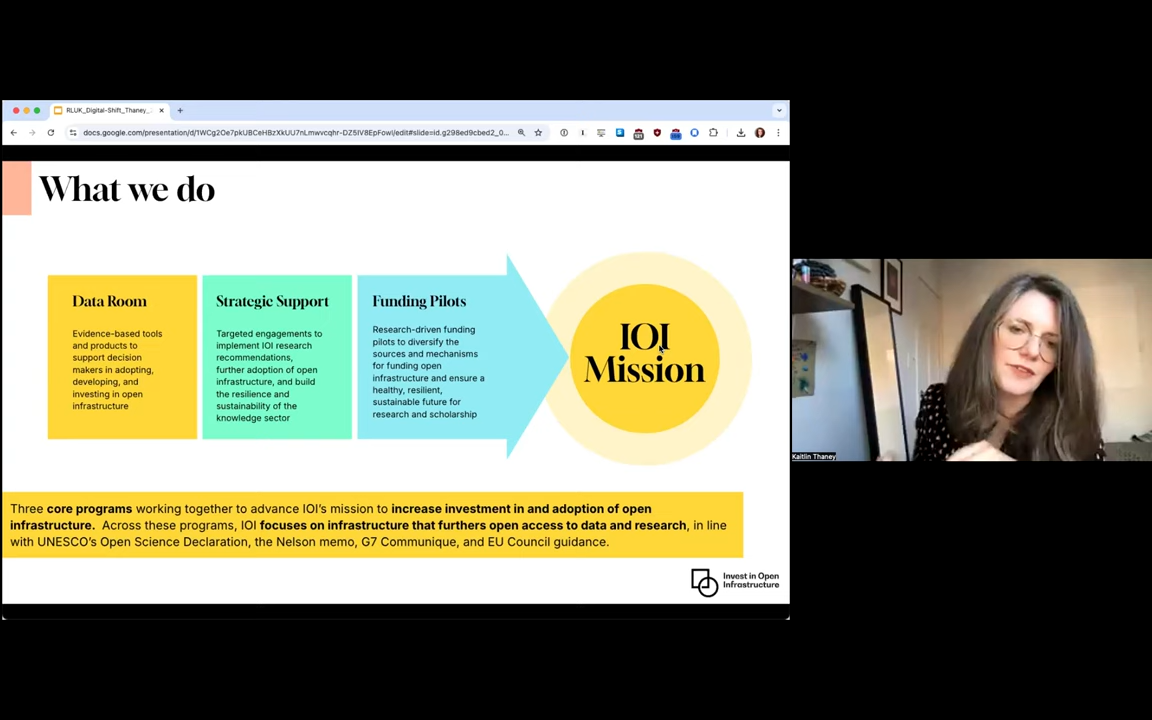 RLUK_Digital-Shift_Thaney_
What we do
Data Room
Evidence-based tools
and products to
support decision
makers in adopting,
developing, and
investing in open
infrastructure
Strategic Support
Targeted engagements to
implement IOI research
recommendations,
further adoption of open
infrastructure, and build
the resilience and
sustainability of the
knowledge sector
Funding Pilots
Research-driven funding
pilots to diversify the
sources and mechanisms
for funding open
infrastructure and ensure a
healthy, resilient,
sustainable future for
research and scholarship
IOI
Mission
Three core programs working together to advance IOI's mission to increase investment in and adoption of open
infrastructure. Across these programs, IOI focuses on infrastructure that furthers open access to data and research, in line
with UNESCO's Open Science Declaration, the Nelson memo, G7 Communique, and EU Council guidance.
Invest in Open
Infrastructure
Kaitlin Thaney